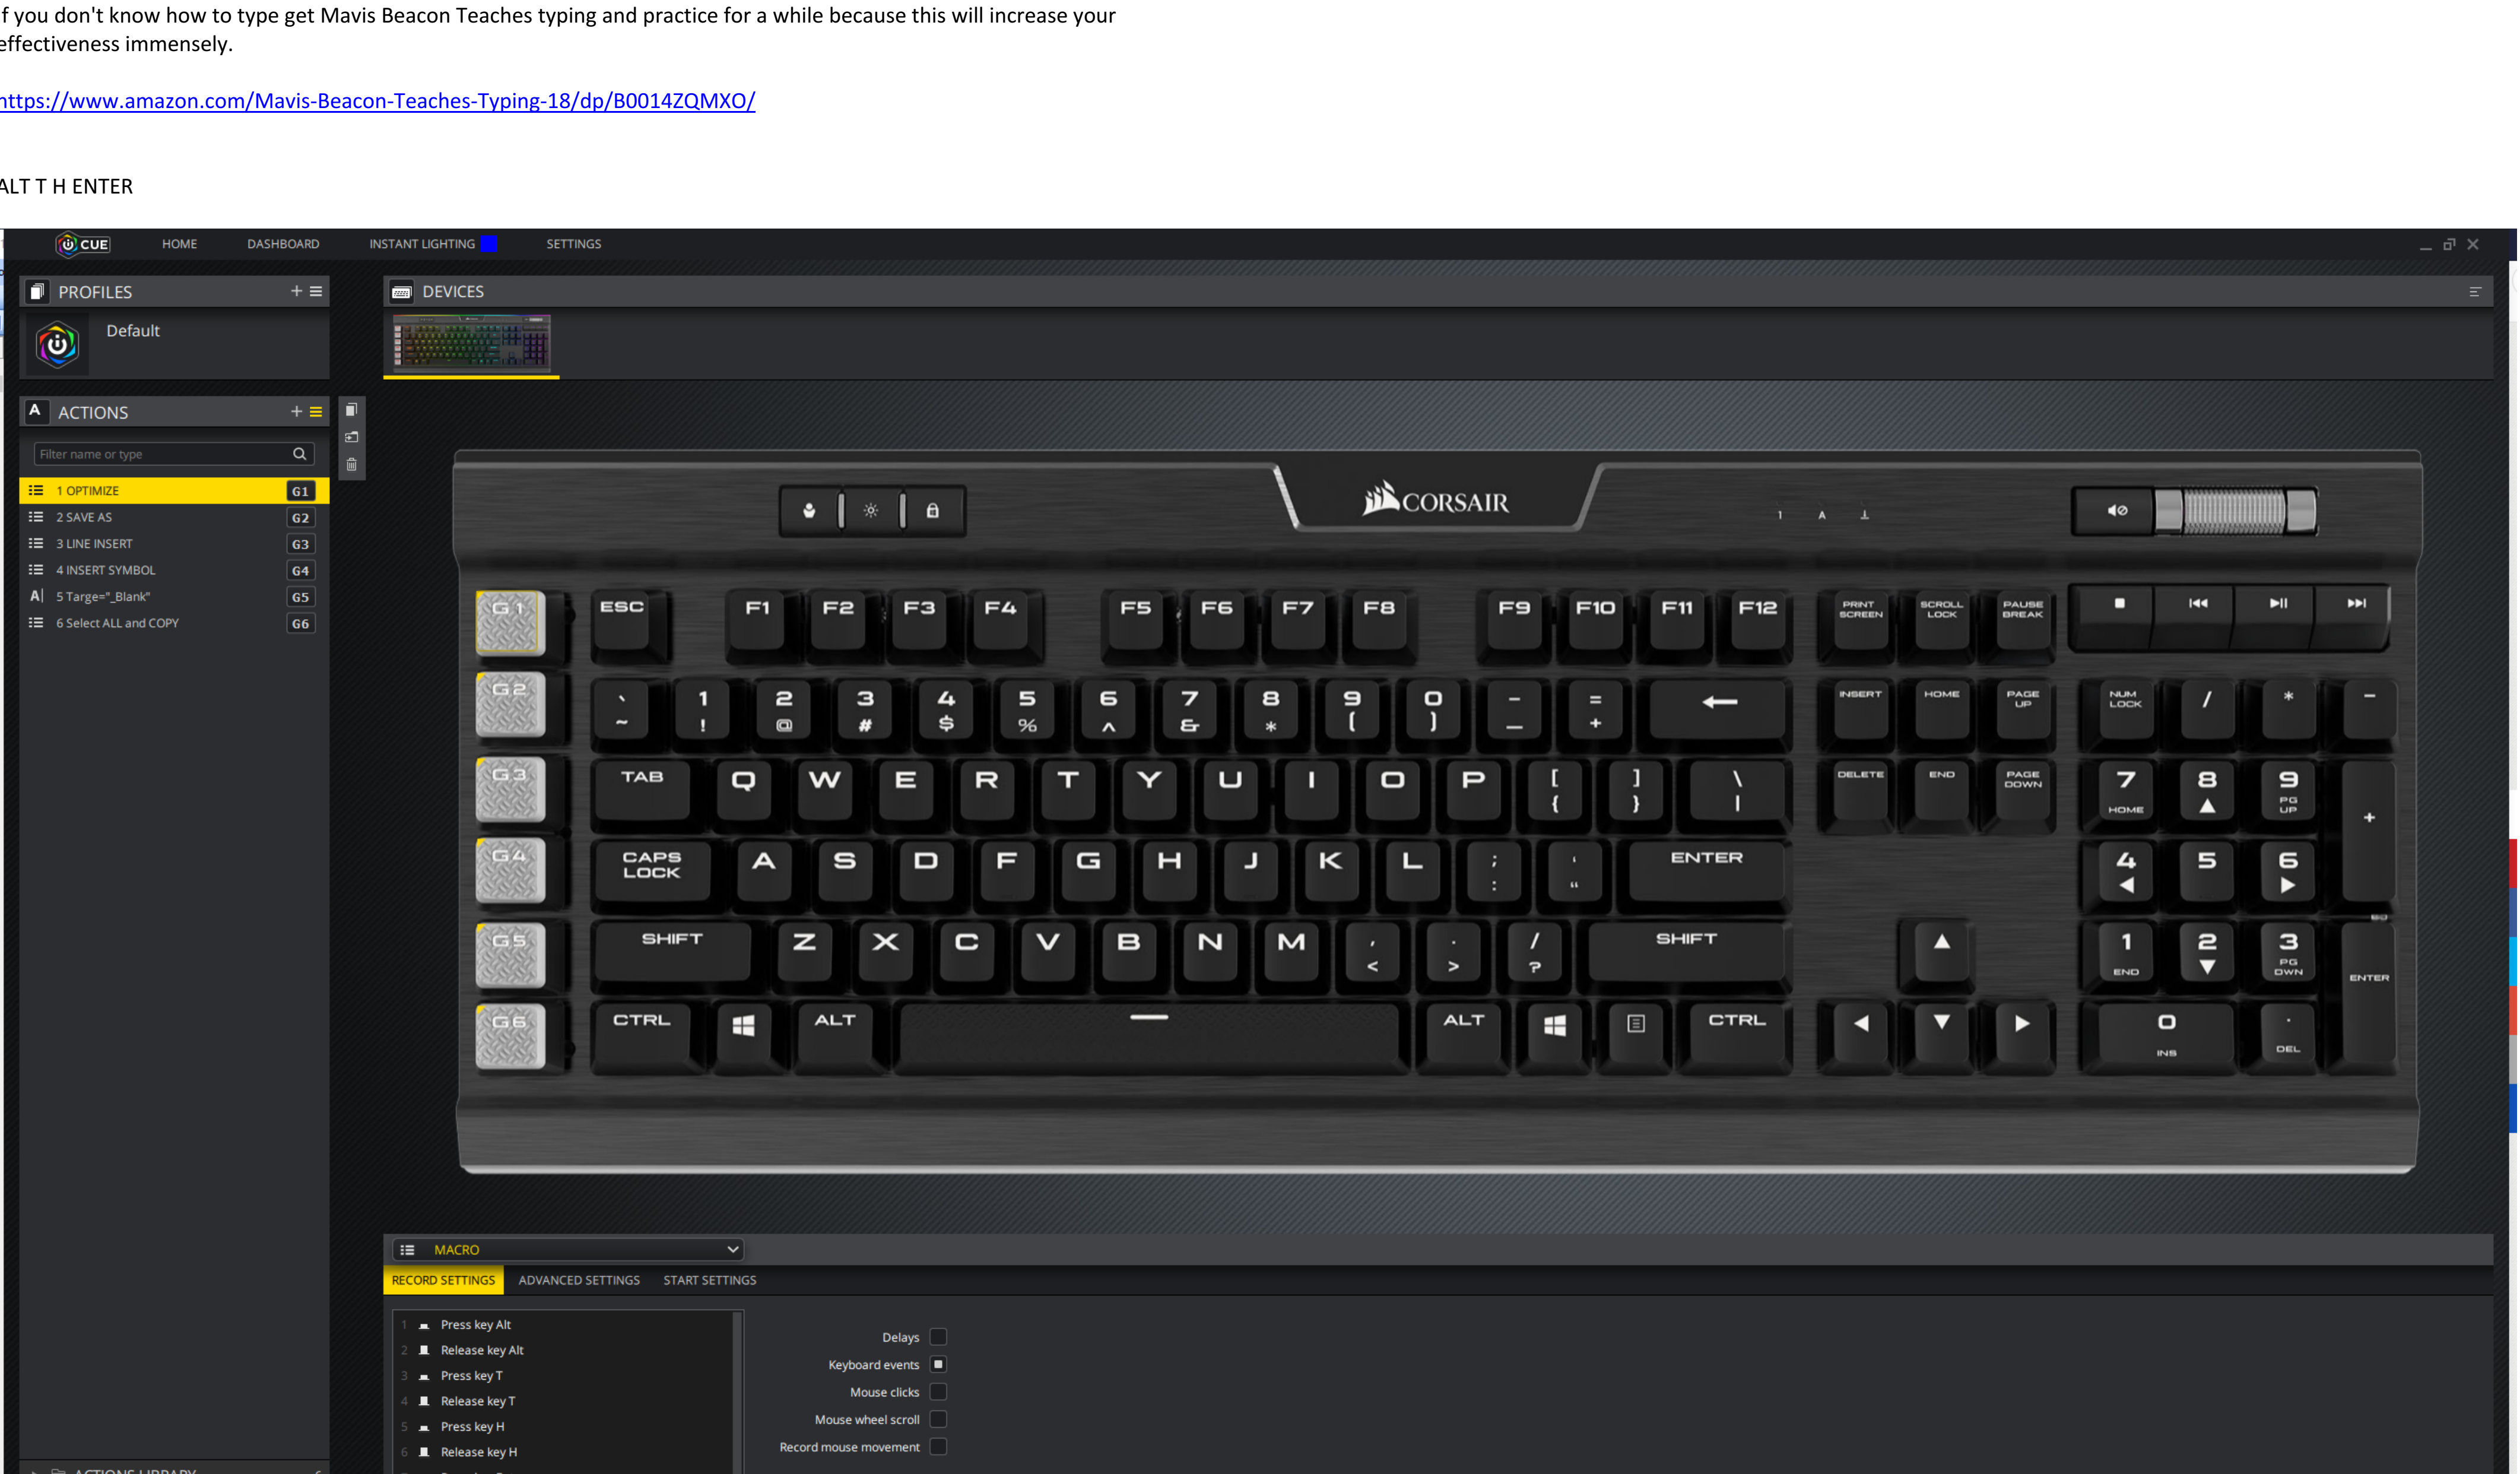 f you don't know how to type get Mavis Beacon Teaches typing and practice for a while because this will increase your
effectiveness immensely.
https://www.amazon.com/Mavis-Beacon-Teaches-Typing-18/dp/B0014ZQMXO/
ALT T H ENTER
CUE HOME DASHBOARD INSTANT LIGHTING SETTINGS
PROFILES
DEVICES
Default
A ACTIONS
Filter name or type
1 OPTIMIZE G1
2 SAVE AS G2
3 LINE INSERT G3
4 INSERT SYMBOL G4
A| 5 Targe="_Blank" G5
6 Select ALL and COPY G6
CORSAIR
1 A
G1 ESC F1 F2 F3 F4 F5 F6 F7 F8 F9 F10 F11 F12 PRINT SCREEN SCROLL LOCK PAUSE BREAK
G2 ` ~ 1 ! 2 @ 3 # 4 $ 5 % 6 ^ 7 & 8 * 9 ( 0 ) - _ = + INSERT HOME PAGE UP NUM LOCK / * -
G3 TAB Q W E R T Y U I O P [ { ] } \ | DELETE END PAGE DOWN 7 HOME 8 9 PG UP +
G4 CAPS LOCK A S D F G H J K L ; : ' " ENTER 4 5 6
G5 SHIFT Z X C V B N M , < . > / ? SHIFT 1 END 2 3 PG DWN ENTER
G6 CTRL ALT ALT CTRL 0 INS . DEL
MACRO
RECORD SETTINGS ADVANCED SETTINGS START SETTINGS
1 Press key Alt
2 Release key Alt
3 Press key T
4 Release key T
5 Press key H
6 Release key H
Delays
Keyboard events
Mouse clicks
Mouse wheel scroll
Record mouse movement
ACTIONS LIBRARY